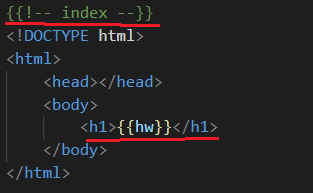 {{!-- index --}}
<!DOCTYPE html>
<html>
    <head></head>
    <body>
        <h1>{{hw}}</h1>
    </body>
</html>